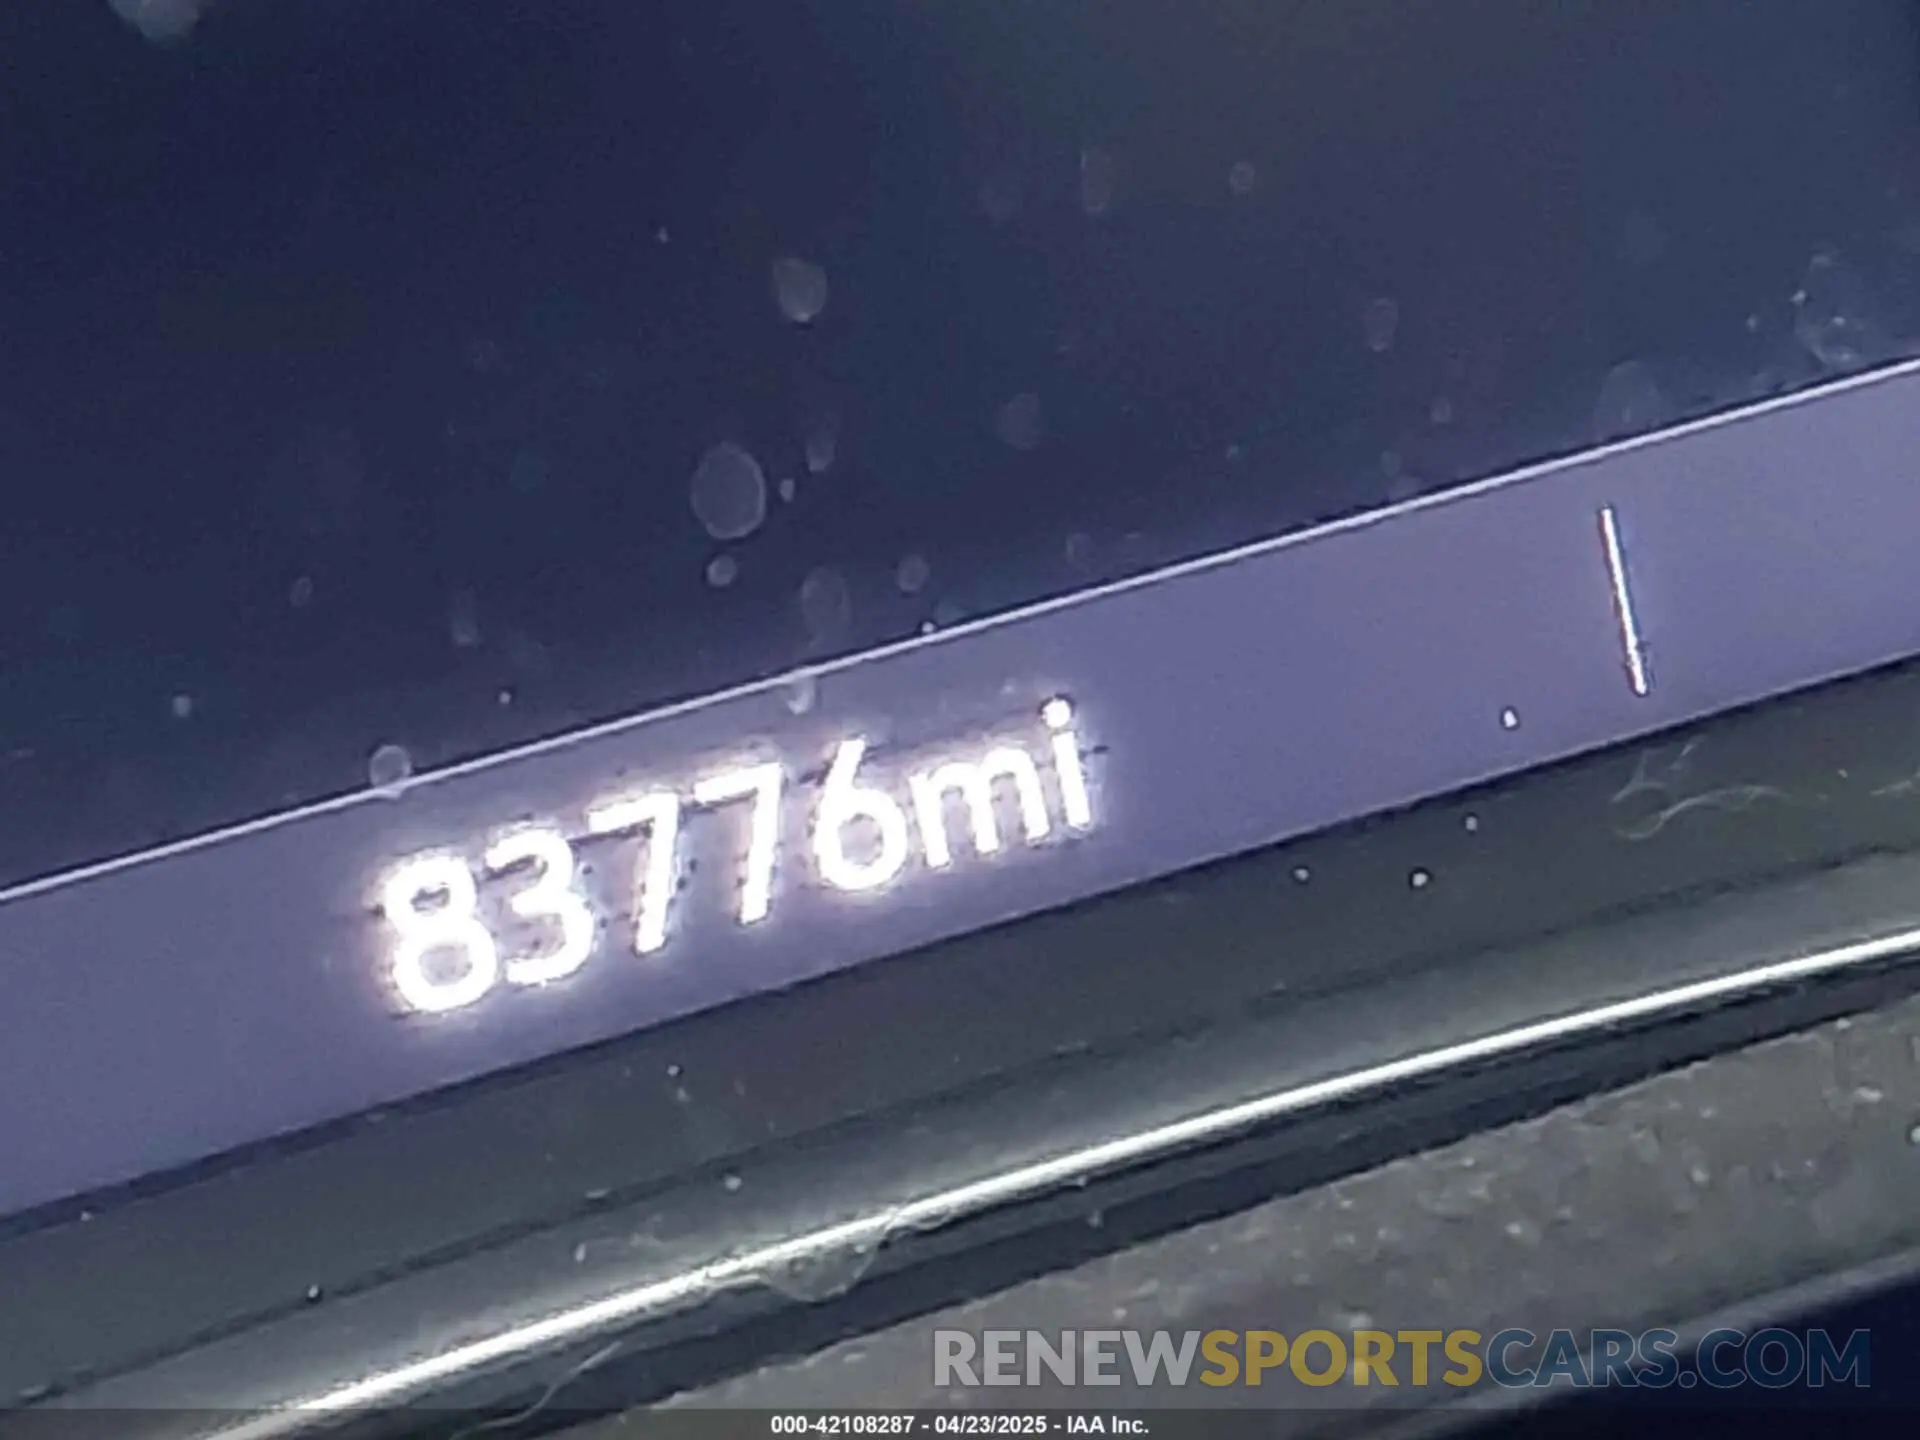 83776mi
RENEWSPORTSCARS.COM
000-42108287 - 04/23/2025 - IAA Inc.